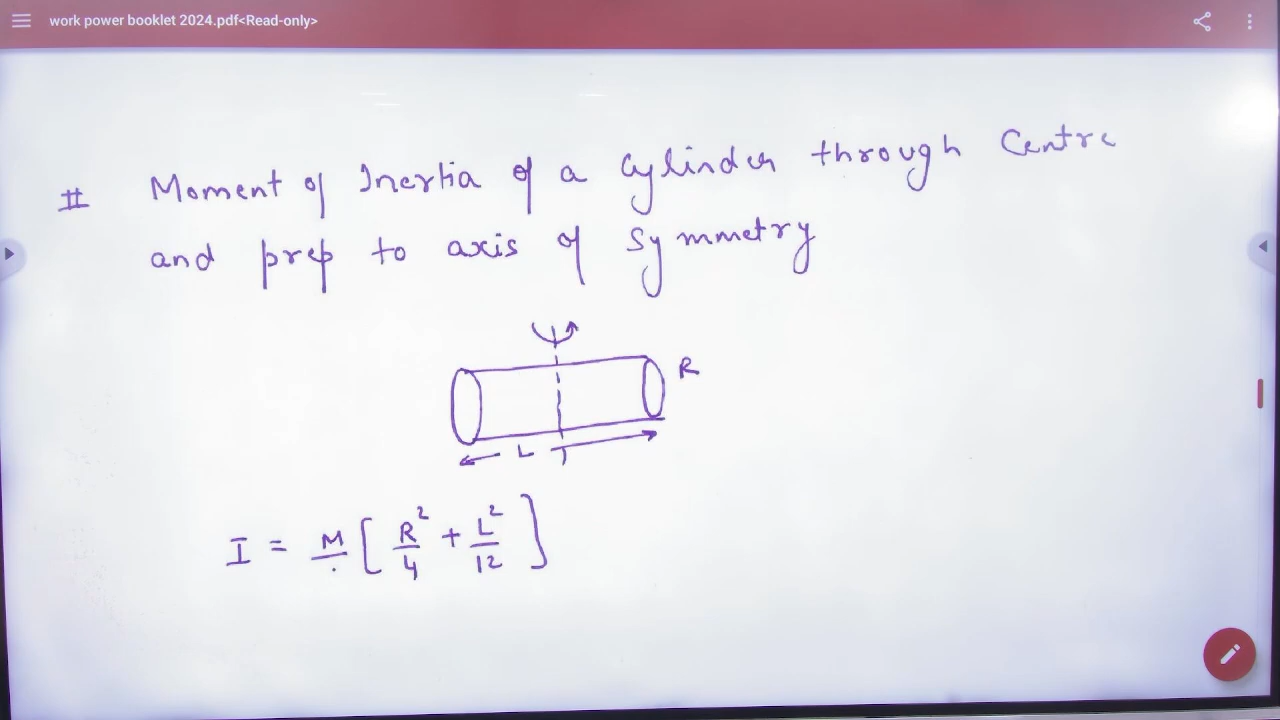 work power booklet 2024.pdf<Read-only>
# Moment of Inertia of a Cylinder through Centre
and prep to axis of symmetry
R
L
I = M [ R²/4 + L²/12 ]